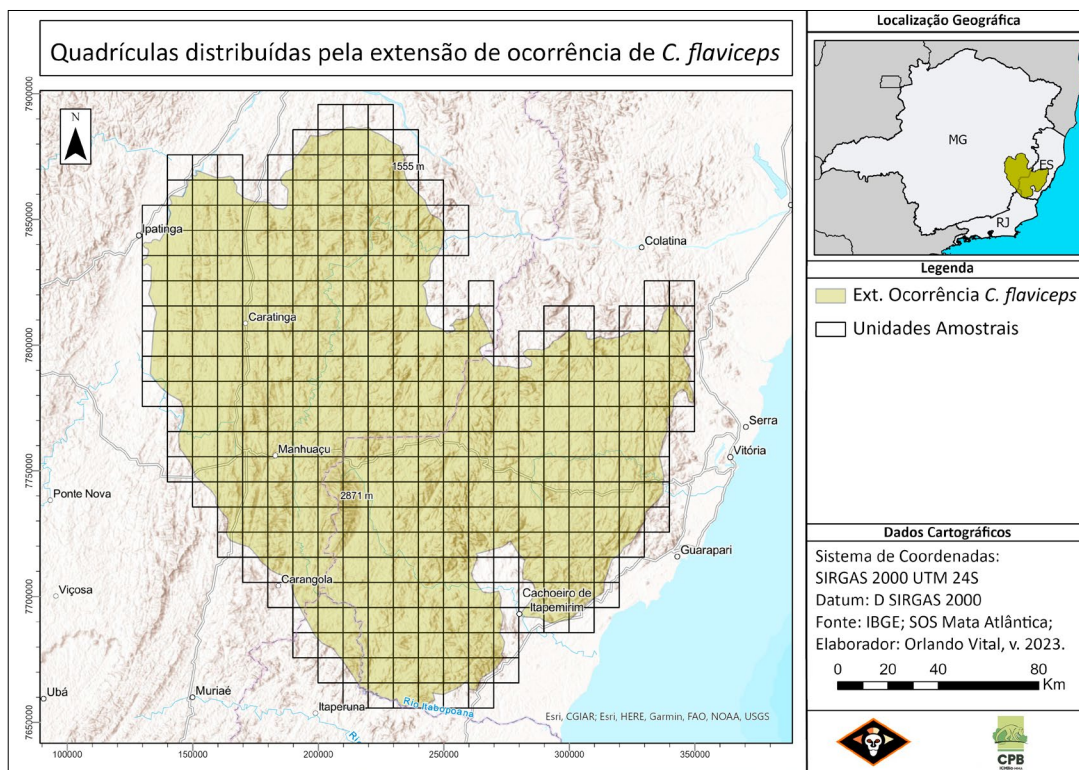 Quadrículas distribuídas pela extensão de ocorrência de C. flaviceps
N
7900000
7850000
7800000
7750000
7700000
7650000
100000
150000
200000
250000
300000
350000
1555 m
Ipatinga
Colatina
Caratinga
Serra
Vitória
Manhuaçu
2871 m
Ponte Nova
Guarapari
Viçosa
Carangola
Cachoeiro de
Itapemirim
Ubá
Muriaé
Itaperuna
Rio Itabopoana
Ri
Esri, CGIAR; Esri, HERE, Garmin, FAO, NOAA, USGS
Localização Geográfica
MG
ES
RJ
Legenda
Ext. Ocorrência C. flaviceps
Unidades Amostrais
Dados Cartográficos
Sistema de Coordenadas:
SIRGAS 2000 UTM 24S
Datum: D SIRGAS 2000
Fonte: IBGE; SOS Mata Atlântica;
Elaborador: Orlando Vital, v. 2023.
0 20 40 80
Km
CPB